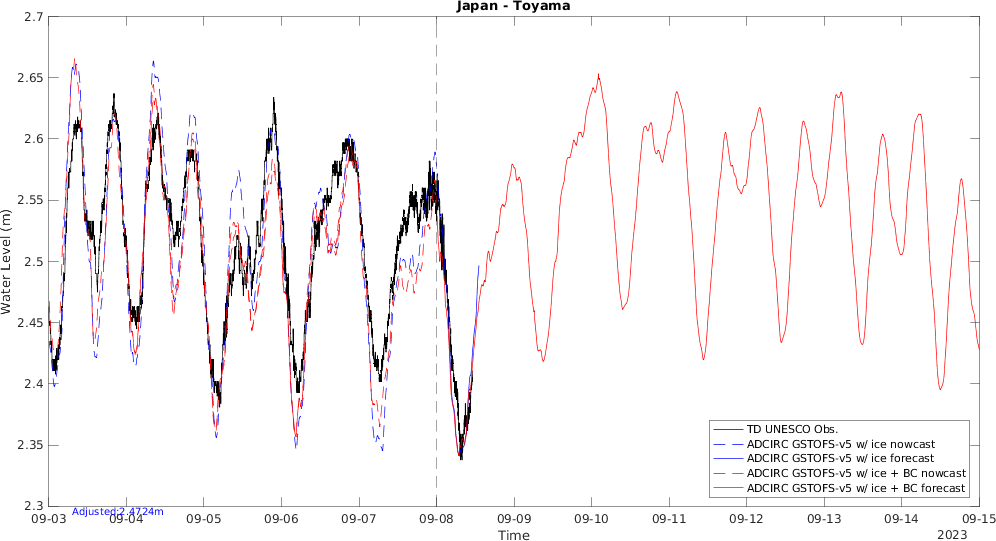 Japan - Toyama
2.7
2.65
2.6
2.55
2.5
2.45
2.4
2.35
2.3
Water Level (m)
TD UNESCO Obs.
ADCIRC GSTOFS-v5 w/ ice nowcast
ADCIRC GSTOFS-v5 w/ ice forecast
ADCIRC GSTOFS-v5 w/ ice + BC nowcast
ADCIRC GSTOFS-v5 w/ ice + BC forecast
Adjusted:2.4724m
09-03 09-04 09-05 09-06 09-07 09-08 09-09 09-10 09-11 09-12 09-13 09-14 09-15
Time
2023